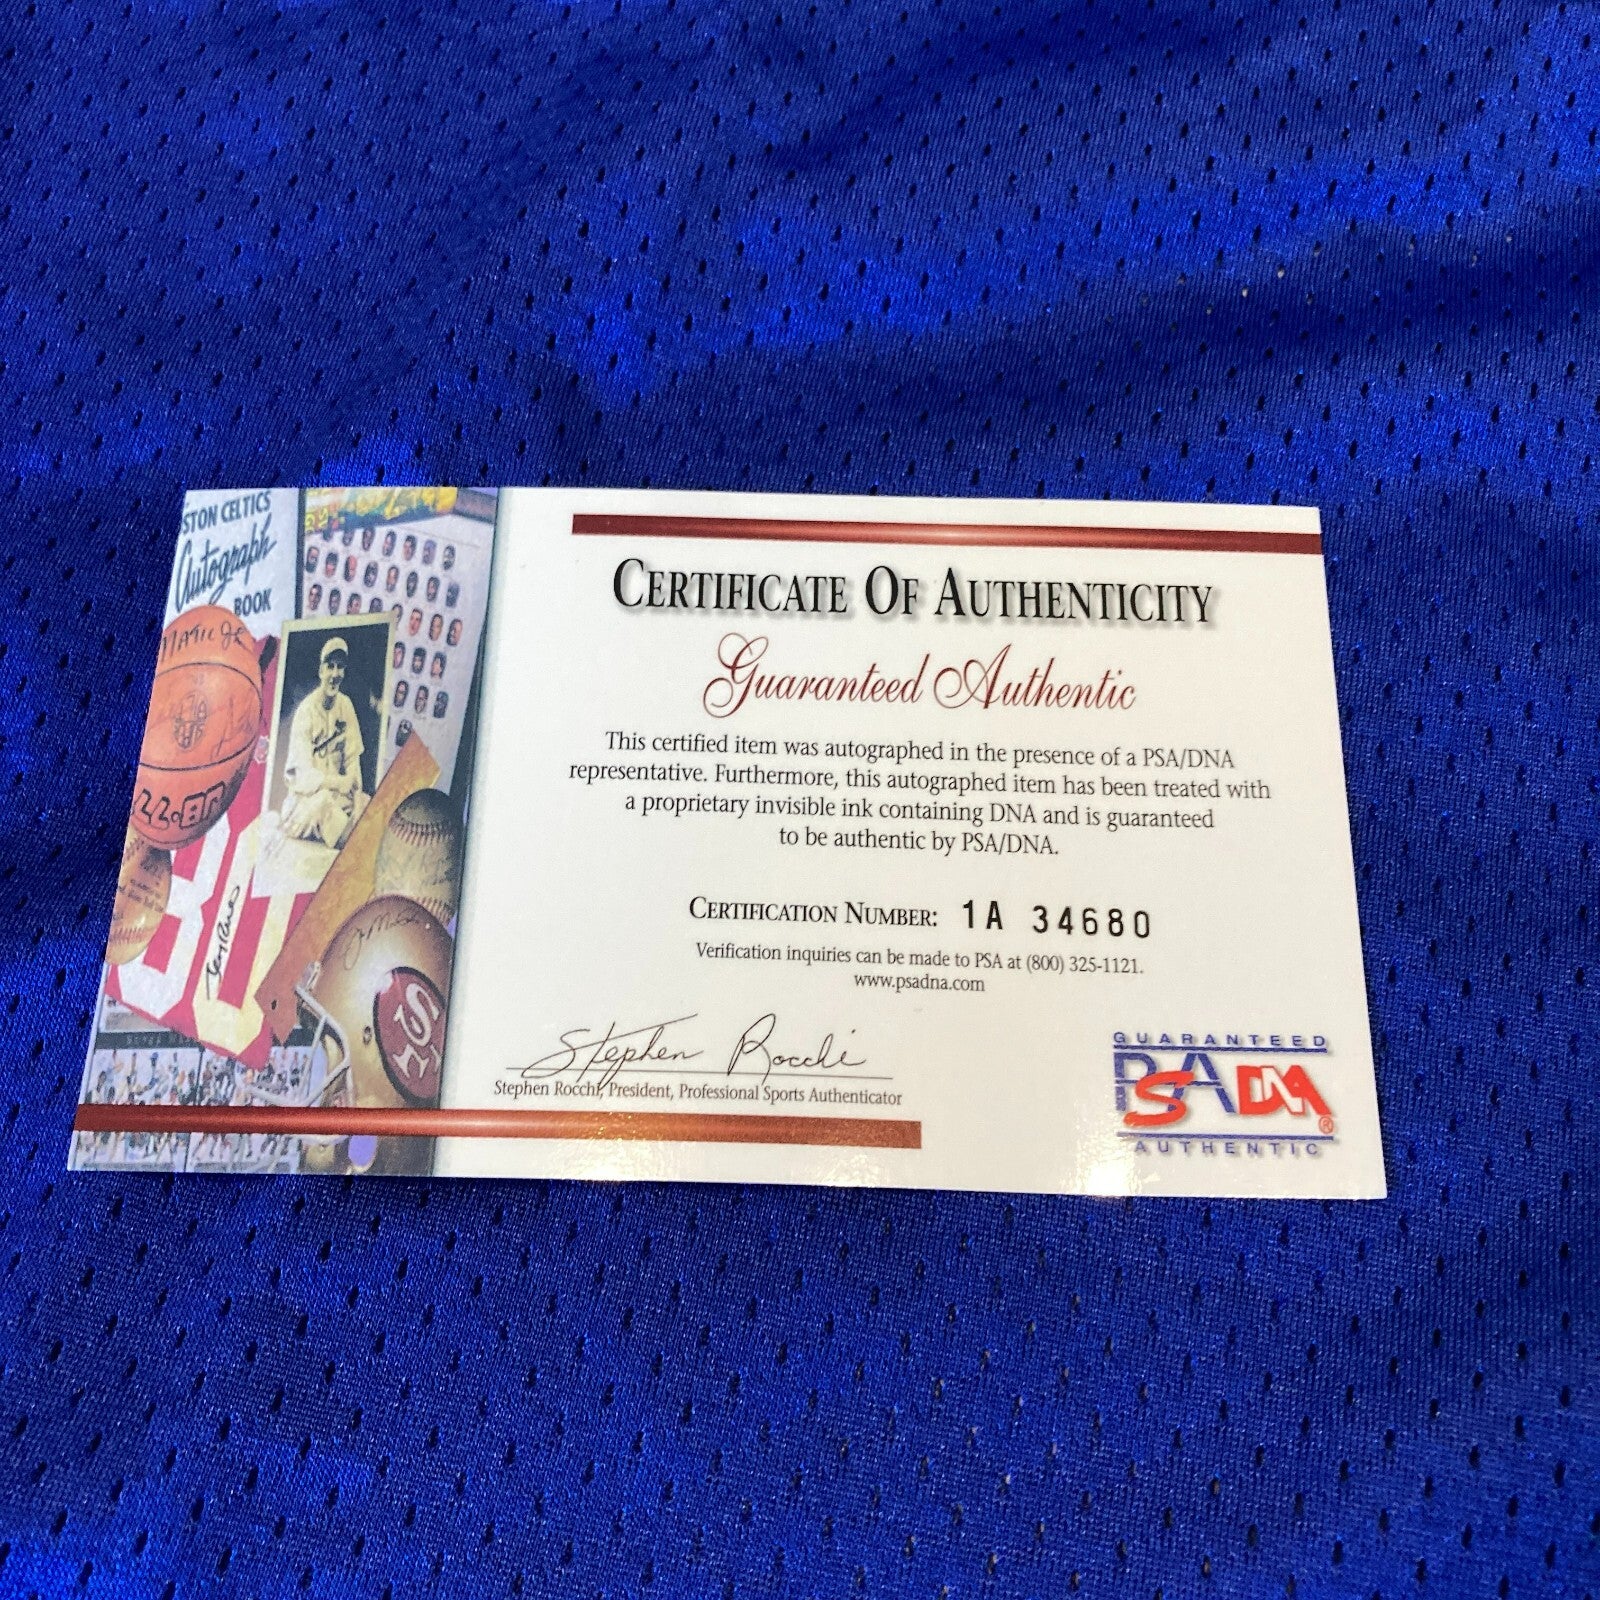 STON CELTICS
Autograph
BOOK
CERTIFICATE OF AUTHENTICITY
Guaranteed Authentic
This certified item was autographed in the presence of a PSA/DNA
representative. Furthermore, this autographed item has been treated with
a proprietary invisible ink containing DNA and is guaranteed
to be authentic by PSA/DNA.
CERTIFICATION NUMBER: 1A 34680
Verification inquiries can be made to PSA at (800) 325-1121.
www.psadna.com
Stephen Rocchi
Stephen Rocchi, President, Professional Sports Authenticator
GUARANTEED
PSA DNA®
AUTHENTIC
80
SF